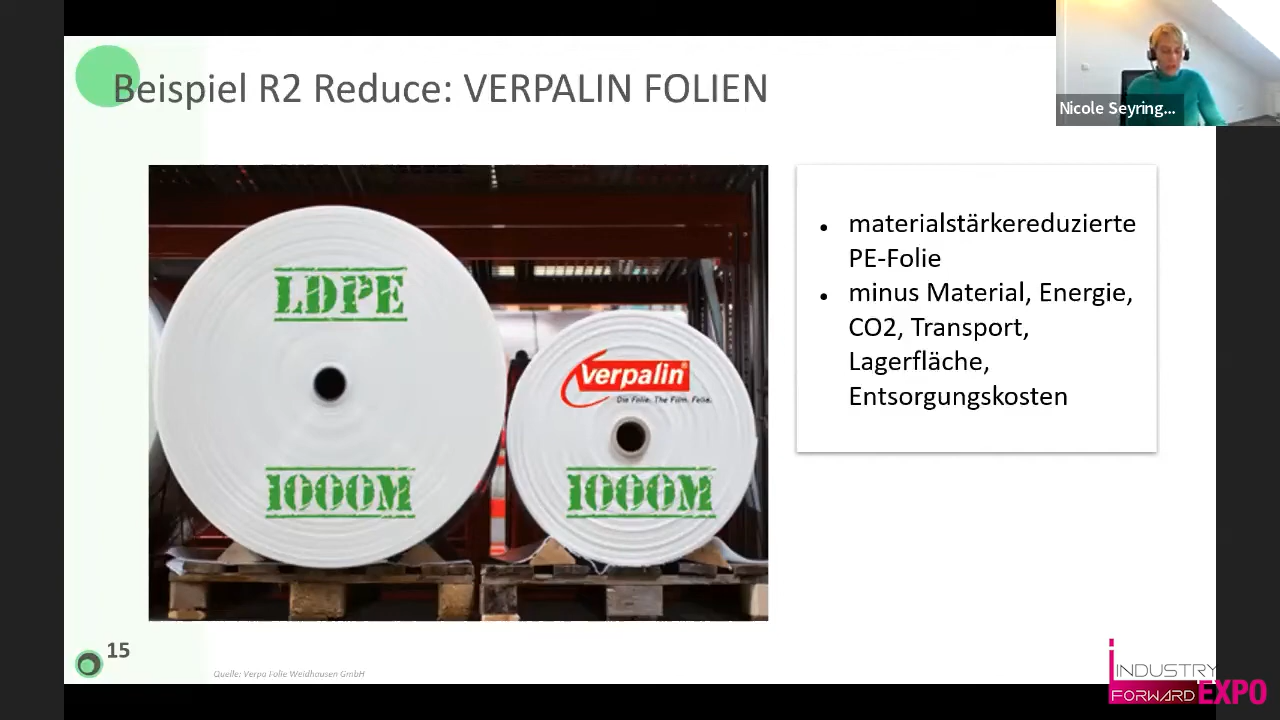 Beispiel R2 Reduce: VERPALIN FOLIEN
Nicole Seyring...
LDPE
1000M
verpalin®
Die Folie. The Film. Folie.
1000M
• materialstärkereduzierte
PE-Folie
• minus Material, Energie,
CO2, Transport,
Lagerfläche,
Entsorgungskosten
15
Quelle: Verpa Folie Weidhausen GmbH
INDUSTRY
FORWARD EXPO